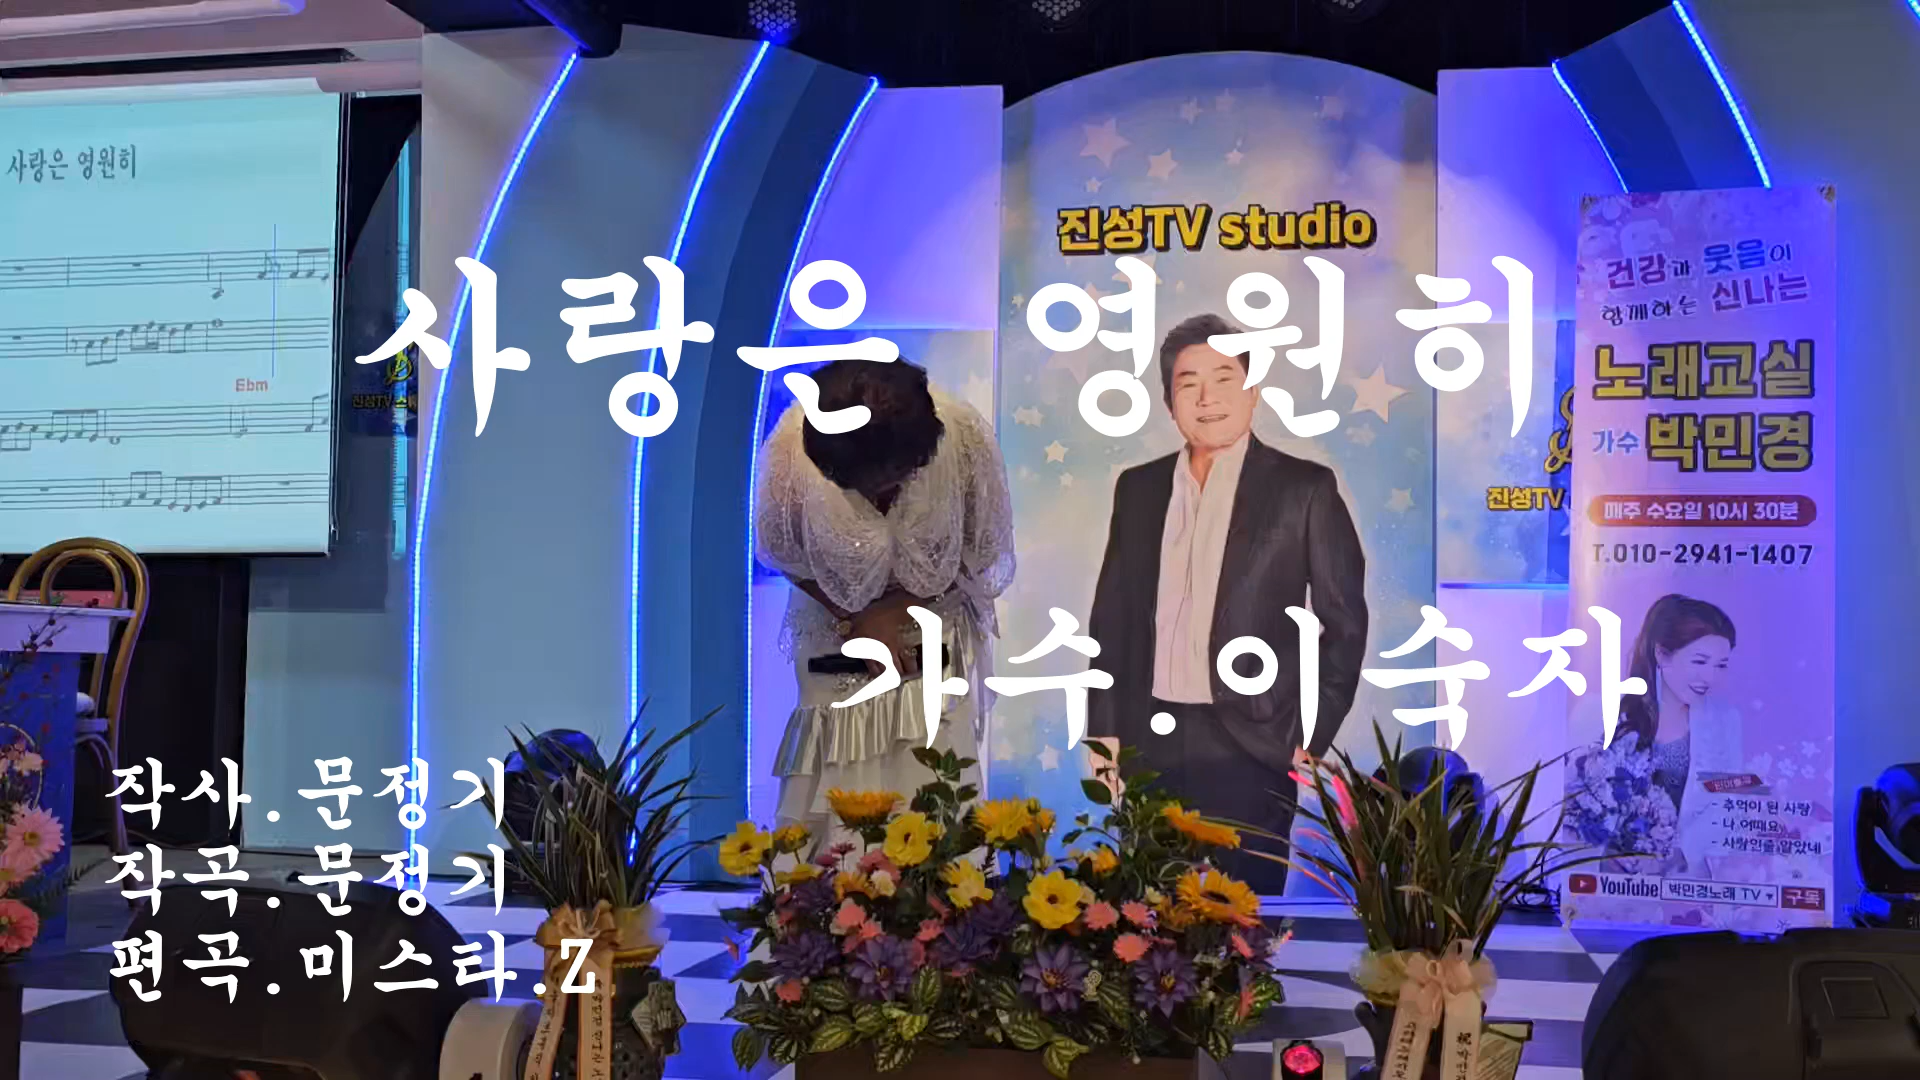 사랑은 영원히
Ebm
진성TV 스
진성TV studio
사랑은 영원히
가수.이숙자
작사.문정기
작곡.문정기
편곡.미스타.Z
진성TV
건강과 웃음이
함께하는 신나는
노래교실
가수 박민경
매주 수요일 10시 30분
T.010-2941-1407
- 추억이 된 사랑
- 나 어때요
- 사랑인줄 알았네
YouTube 박민경노래 TV 구독